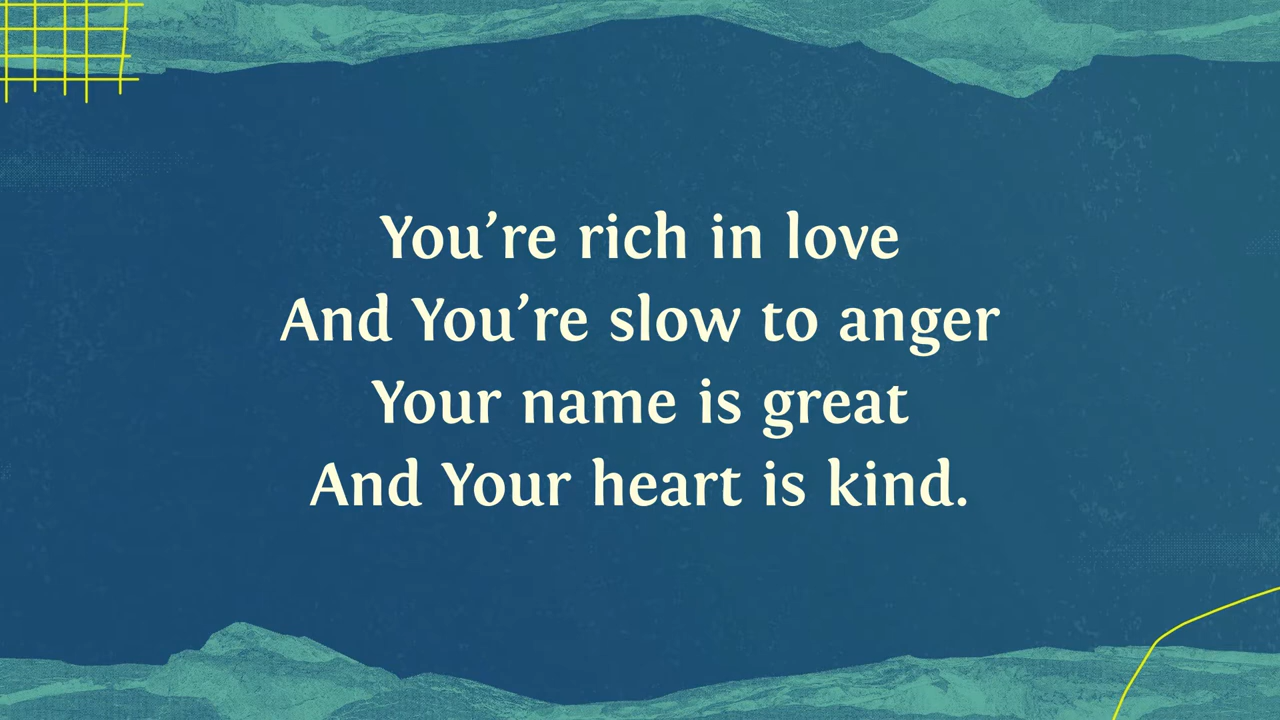 You’re rich in love
And You’re slow to anger
Your name is great
And Your heart is kind.